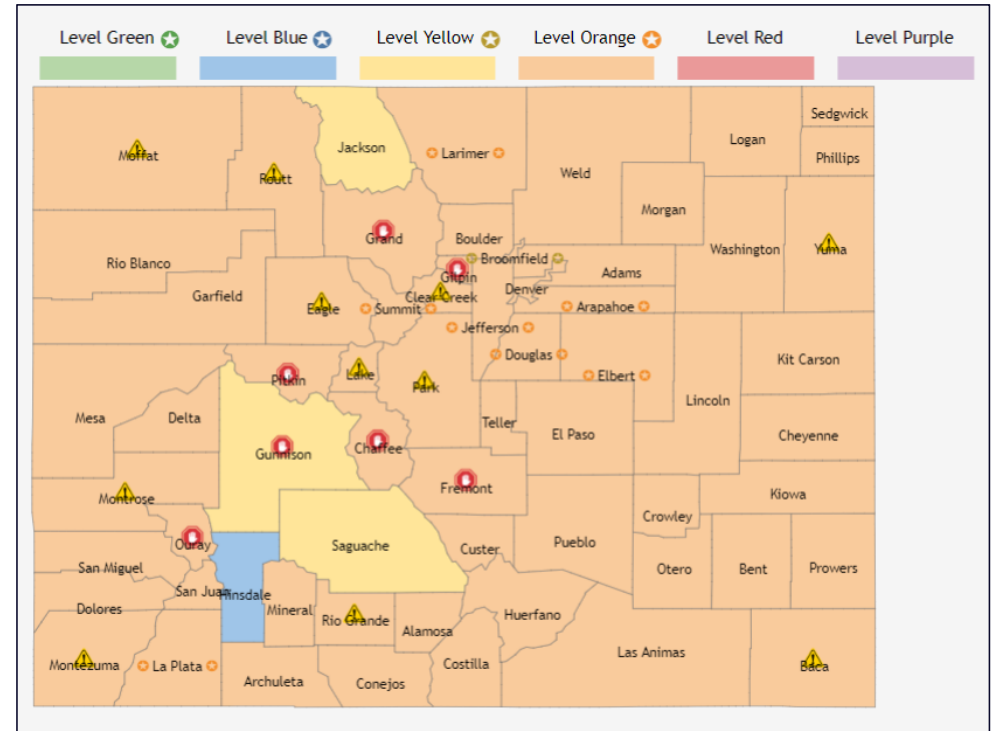 Level Green
Level Blue
Level Yellow
Level Orange
Level Red
Level Purple
Sedgwick
Logan
Jackson
Larimer
Moffat
Phillips
Weld
Routt
Morgan
Grand
Boulder
Washington
Yuma
Broomfield
Rio Blanco
Gilpin
Adams
Denver
Garfield
Clear Creek
Eagle
Summit
Arapahoe
Jefferson
Douglas
Kit Carson
Pitkin
Lake
Elbert
Park
Lincoln
Mesa
Delta
Teller
El Paso
Cheyenne
Gunnison
Chaffee
Fremont
Montrose
Kiowa
Crowley
Ouray
Saguache
Custer
Pueblo
San Miguel
Otero
Bent
Prowers
San Juan
Hinsdale
Dolores
Mineral
Rio Grande
Huerfano
Alamosa
Las Animas
Montezuma
La Plata
Costilla
Baca
Archuleta
Conejos